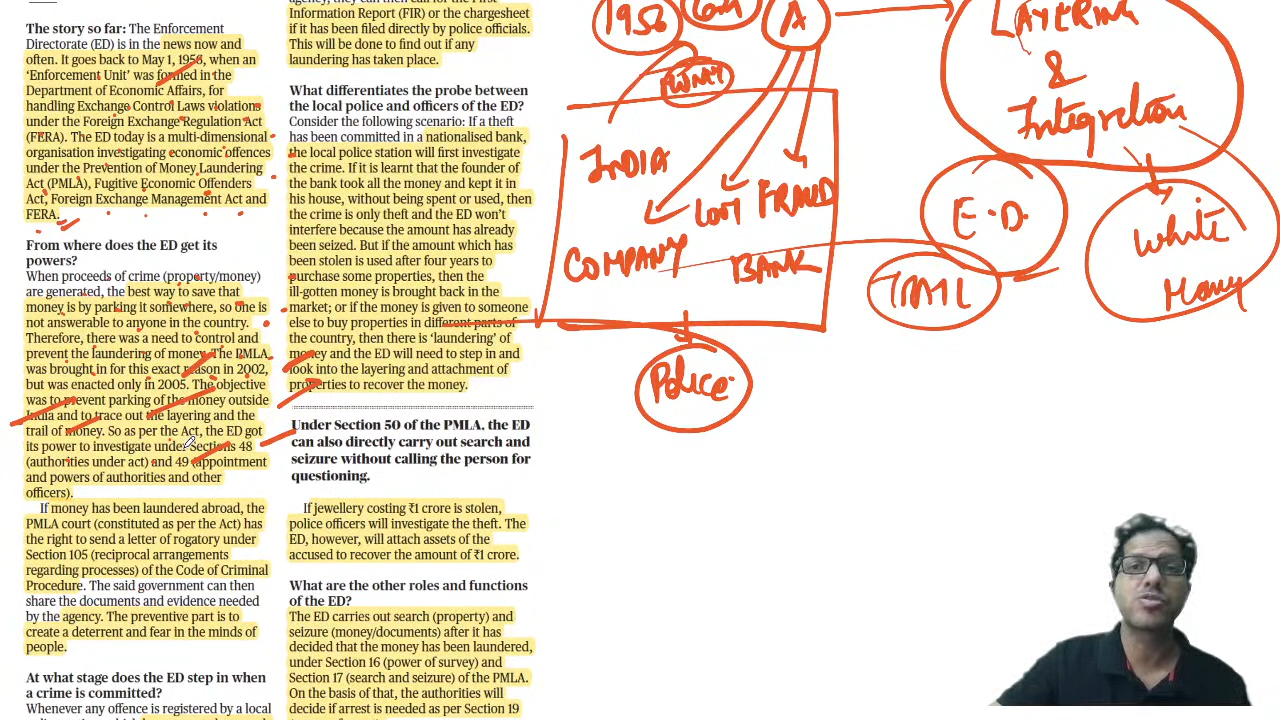 The story so far: The Enforcement
Directorate (ED) is in the news now and
often. It goes back to May 1, 1956, when an
‘Enforcement Unit’ was formed in the
Department of Economic Affairs, for
handling Exchange Control Laws violations
under the Foreign Exchange Regulation Act
(FERA). The ED today is a multi-dimensional
organisation investigating economic offences
under the Prevention of Money Laundering
Act (PMLA), Fugitive Economic Offenders
Act, Foreign Exchange Management Act and
FERA.
From where does the ED get its
powers?
When proceeds of crime (property/money)
are generated, the best way to save that
money is by parking it somewhere, so one is
not answerable to anyone in the country.
Therefore, there was a need to control and
prevent the laundering of money. The PMLA
was brought in for this exact reason in 2002,
but was enacted only in 2005. The objective
was to prevent parking of the money outside
India and to trace out the layering and the
trail of money. So as per the Act, the ED got
its power to investigate under Sections 48
(authorities under act) and 49 (appointment
and powers of authorities and other
officers).
If money has been laundered abroad, the
PMLA court (constituted as per the Act) has
the right to send a letter of rogatory under
Section 105 (reciprocal arrangements
regarding processes) of the Code of Criminal
Procedure. The said government can then
share the documents and evidence needed
by the agency. The preventive part is to
create a deterrent and fear in the minds of
people.
At what stage does the ED step in when
a crime is committed?
Whenever any offence is registered by a local
agency, they can then call for the First
Information Report (FIR) or the chargesheet
if it has been filed directly by police officials.
This will be done to find out if any
laundering has taken place.
What differentiates the probe between
the local police and officers of the ED?
Consider the following scenario: If a theft
has been committed in a nationalised bank,
the local police station will first investigate
the crime. If it is learnt that the founder of
the bank took all the money and kept it in
his house, without being spent or used, then
the crime is only theft and the ED won’t
interfere because the amount has already
been seized. But if the amount which has
been stolen is used after four years to
purchase some properties, then the
ill-gotten money is brought back in the
market; or if the money is given to someone
else to buy properties in different parts of
the country, then there is ‘laundering’ of
money and the ED will need to step in and
look into the layering and attachment of
properties to recover the money.
Under Section 50 of the PMLA, the ED
can also directly carry out search and
seizure without calling the person for
questioning.
If jewellery costing ₹1 crore is stolen,
police officers will investigate the theft. The
ED, however, will attach assets of the
accused to recover the amount of ₹1 crore.
What are the other roles and functions
of the ED?
The ED carries out search (property) and
seizure (money/documents) after it has
decided that the money has been laundered,
under Section 16 (power of survey) and
Section 17 (search and seizure) of the PMLA.
On the basis of that, the authorities will
decide if arrest is needed as per Section 19
1956
A
LAYERING
&
Integration
INDIA
FRAUD
COMPANY
BANK
E.D.
TRAIL
White
Money
Police